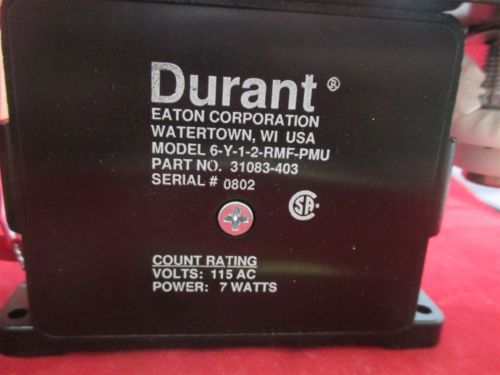 Durant®
EATON CORPORATION
WATERTOWN, WI USA
MODEL 6-Y-1-2-RMF-PMU
PART NO. 31083-403
SERIAL # 0802
SA
COUNT RATING
VOLTS: 115 AC
POWER: 7 WATTS